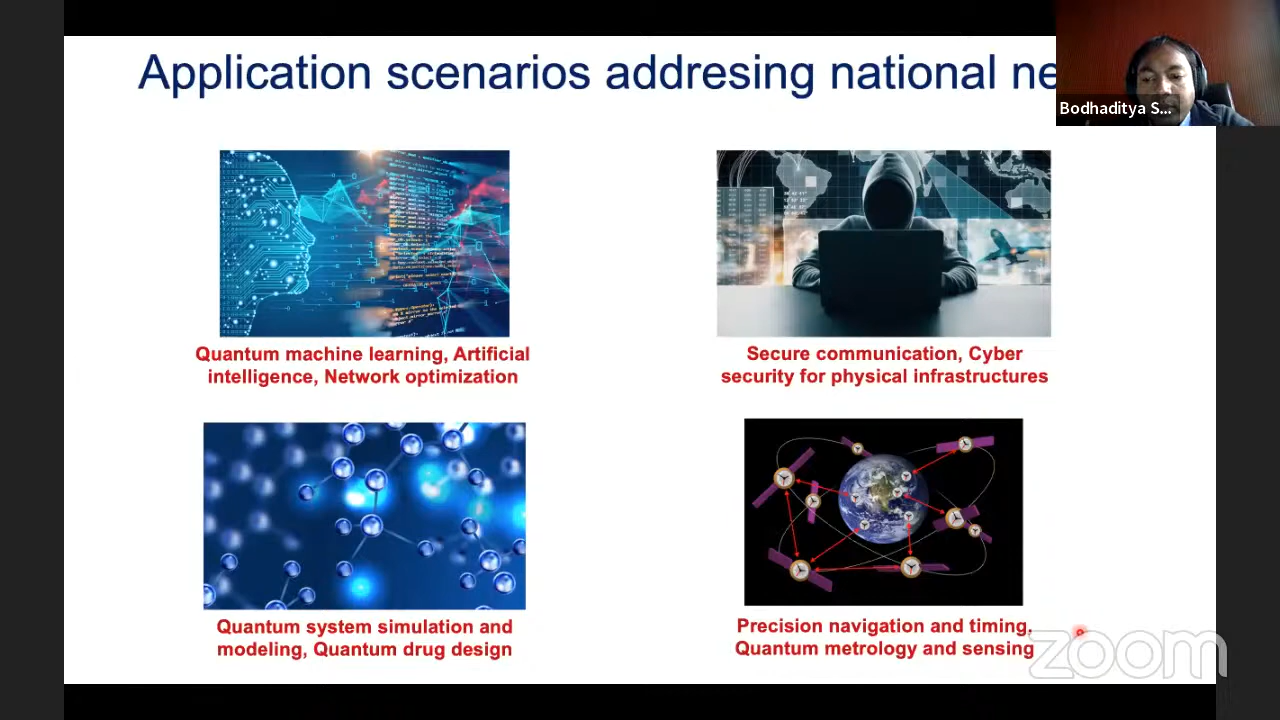 Application scenarios addresing national ne
Bodhaditya S...
Quantum machine learning, Artificial
intelligence, Network optimization
Secure communication, Cyber
security for physical infrastructures
Quantum system simulation and
modeling, Quantum drug design
Precision navigation and timing,
Quantum metrology and sensing
zoom